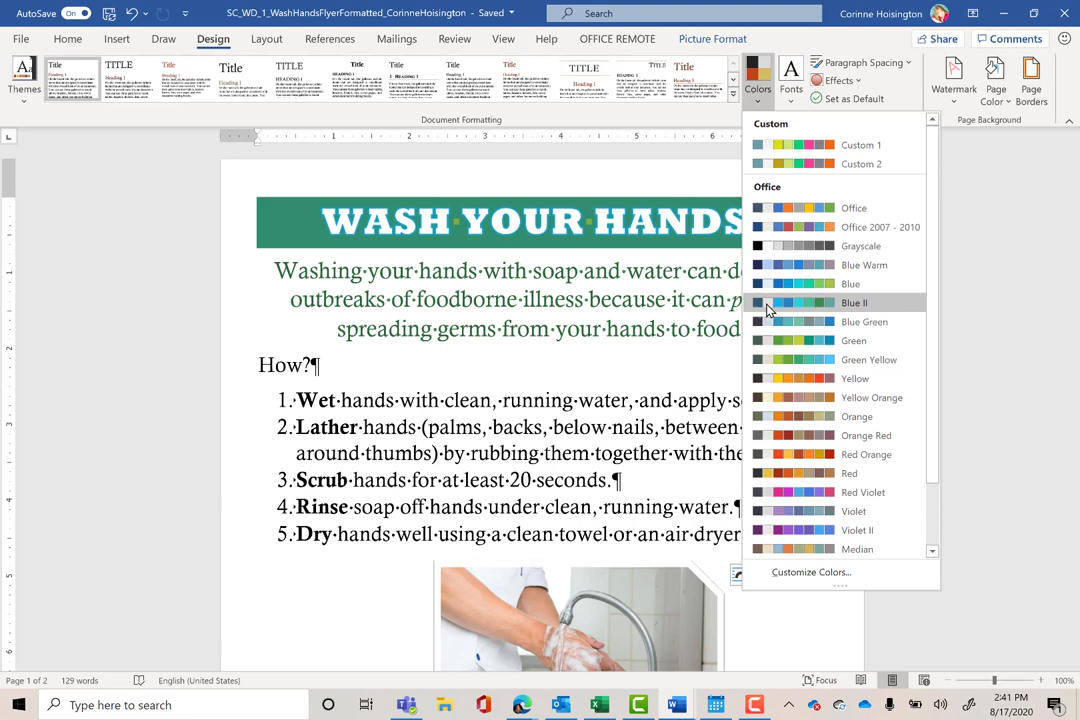 AutoSave On SC_WD_1_WashHandsFlyerFormatted_CorinneHoisington - Saved Search Corinne Hoisington
File Home Insert Draw Design Layout References Mailings Review View Help OFFICE REMOTE Picture Format Share Comments
Themes
Colors
Fonts
Paragraph Spacing
Effects
Set as Default
Watermark
Page Color
Page Borders
Document Formatting
Page Background
Custom
Custom 1
Custom 2
Office
Office
Office 2007 - 2010
Grayscale
Blue Warm
Blue
Blue II
Blue Green
Green
Green Yellow
Yellow
Yellow Orange
Orange
Orange Red
Red Orange
Red
Red Violet
Violet
Violet II
Median
Customize Colors...
WASH·YOUR·HANDS
Washing·your·hands·with·soap·and·water·can·d
outbreaks·of·foodborne·illness·because·it·can·p
spreading·germs·from·your·hands·to·food
How?¶
1.·Wet·hands·with·clean,·running·water,·and·apply·s
2.·Lather·hands·(palms,·backs,·below·nails,·between·
around·thumbs)·by·rubbing·them·together·with·the
3.·Scrub·hands·for·at·least·20·seconds.¶
4.·Rinse·soap·off·hands·under·clean,·running·water.¶
5.·Dry·hands·well·using·a·clean·towel·or·an·air·dryer
Page 1 of 2 129 words English (United States) Focus 100%
Type here to search
2:41 PM
8/17/2020